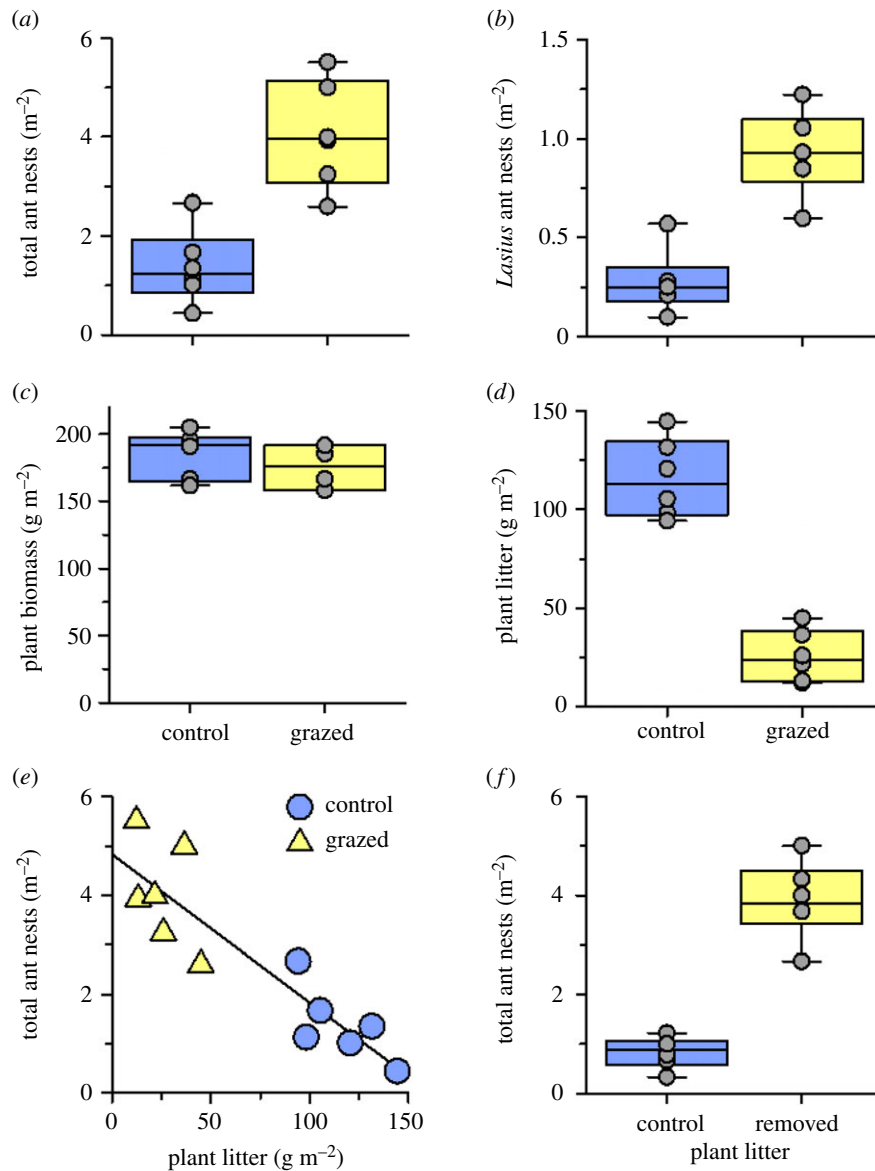 (a)
6
4
2
0
total ant nests (m−2)
(b)
1.5
1.0
0.5
0
Lasius ant nests (m−2)
(c)
200
150
100
50
0
plant biomass (g m−2)
control grazed
(d)
150
100
50
0
plant litter (g m−2)
control grazed
(e)
6
4
2
0
total ant nests (m−2)
control
grazed
0 50 100 150
plant litter (g m−2)
(f)
6
4
2
0
total ant nests (m−2)
control removed
plant litter